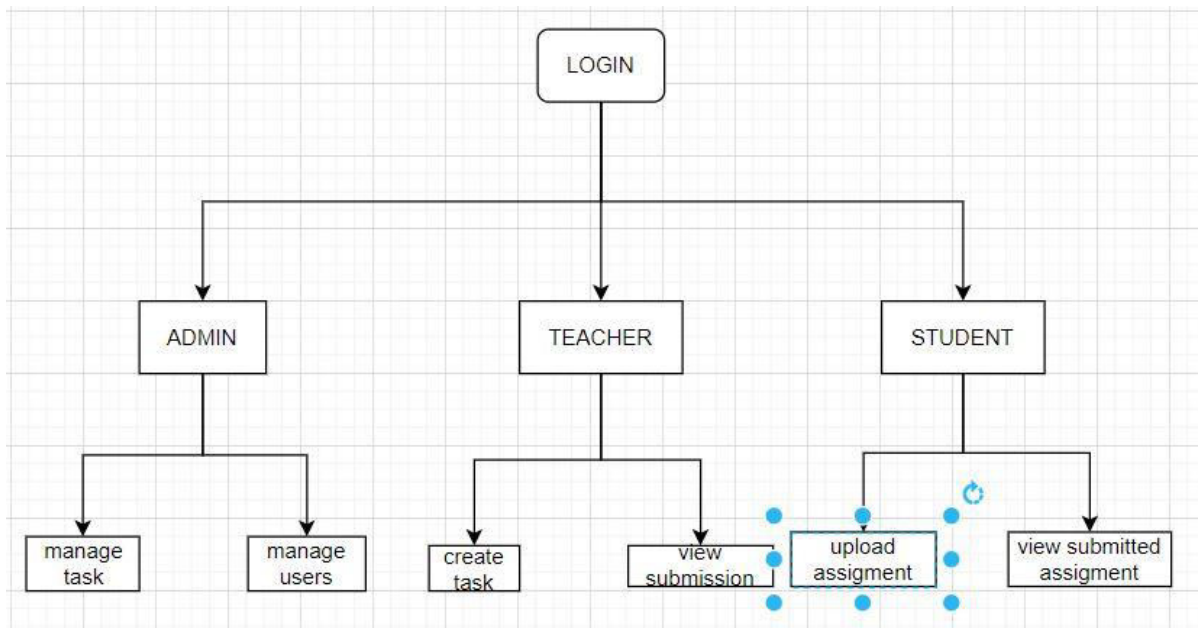 LOGIN
ADMIN
TEACHER
STUDENT
manage
task
manage
users
create
task
view
submission
upload
assigment
view submitted
assigment